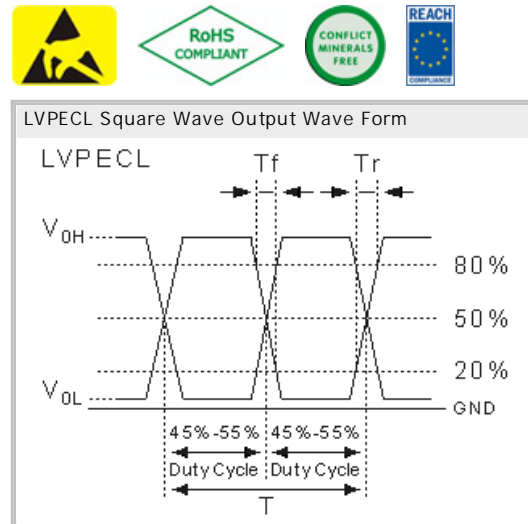 RoHS
COMPLIANT
CONFLICT
MINERALS
FREE
REACH
COMPLIANCE
LVPECL Square Wave Output Wave Form
LVPECL
Tf
Tr
V0H
80%
50%
20%
V0L
GND
45%-55% 45%-55%
Duty Cycle Duty Cycle
T